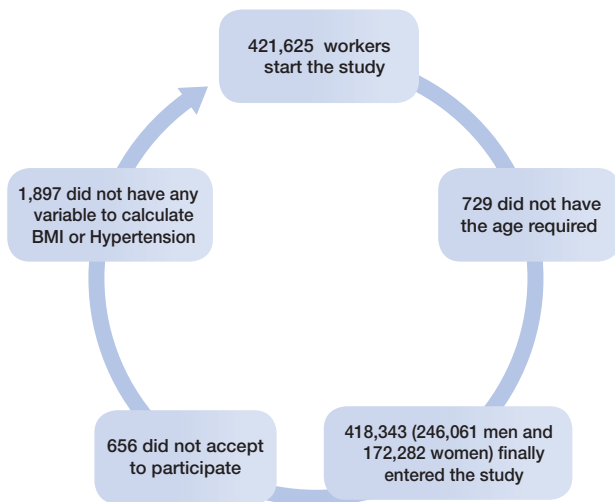 421,625 workers
start the study
729 did not have
the age required
418,343 (246,061 men and
172,282 women) finally
entered the study
656 did not accept
to participate
1,897 did not have any
variable to calculate
BMI or Hypertension